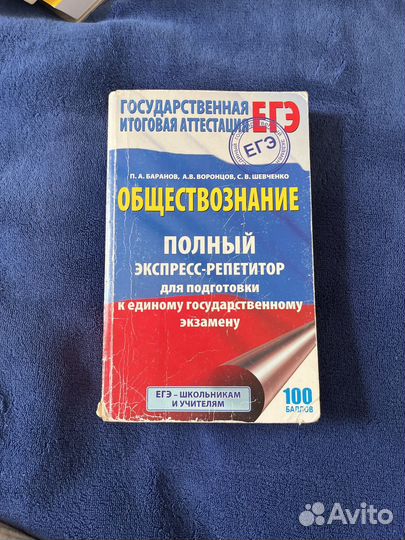 ГОСУДАРСТВЕННАЯ
ИТОГОВАЯ АТТЕСТАЦИЯ
ЕГЭ
ЕГЭ
П. А. БАРАНОВ, А.В. ВОРОНЦОВ, С. В. ШЕВЧЕНКО
ОБЩЕСТВОЗНАНИЕ
ПОЛНЫЙ
ЭКСПРЕСС-РЕПЕТИТОР
для подготовки
к единому государственному
экзамену
ЕГЭ – ШКОЛЬНИКАМ
И УЧИТЕЛЯМ
100
БАЛЛОВ
Avito